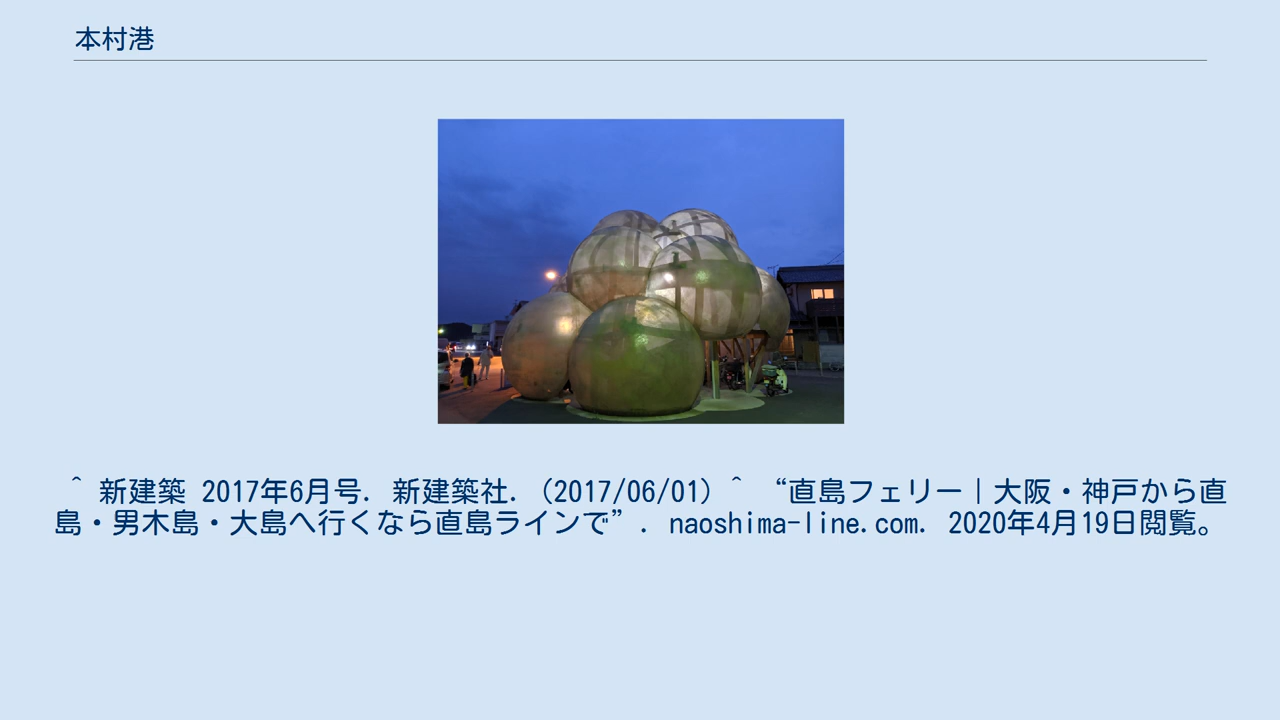 本村港
^ 新建築 2017年6月号. 新建築社. (2017/06/01) ^ “直島フェリー | 大阪・神戸から直
島・男木島・大島へ行くなら直島ラインで”. naoshima-line.com. 2020年4月19日閲覧。